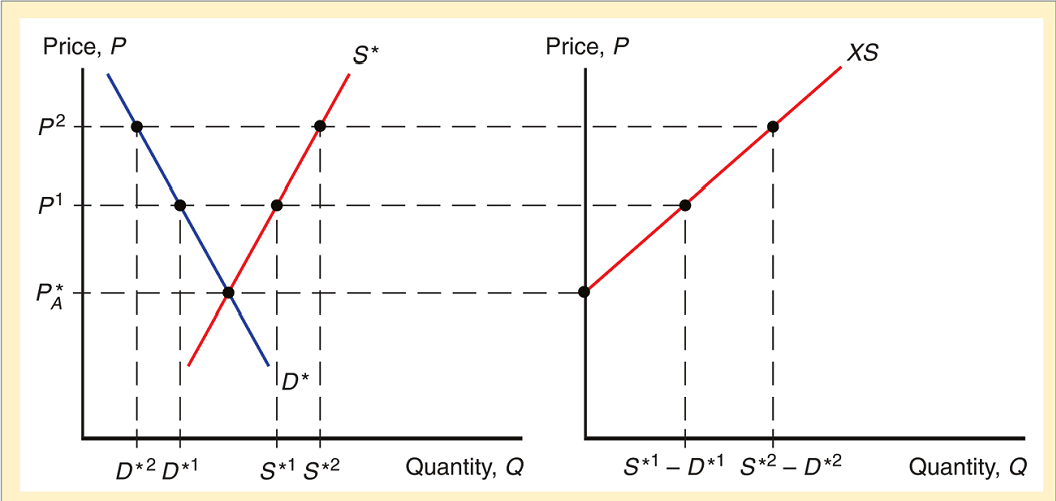 Price, P
S*
P²
P¹
P*A
D*
D*² D*¹ S*¹ S*² Quantity, Q
Price, P
XS
S*¹ – D*¹ S*² – D*² Quantity, Q